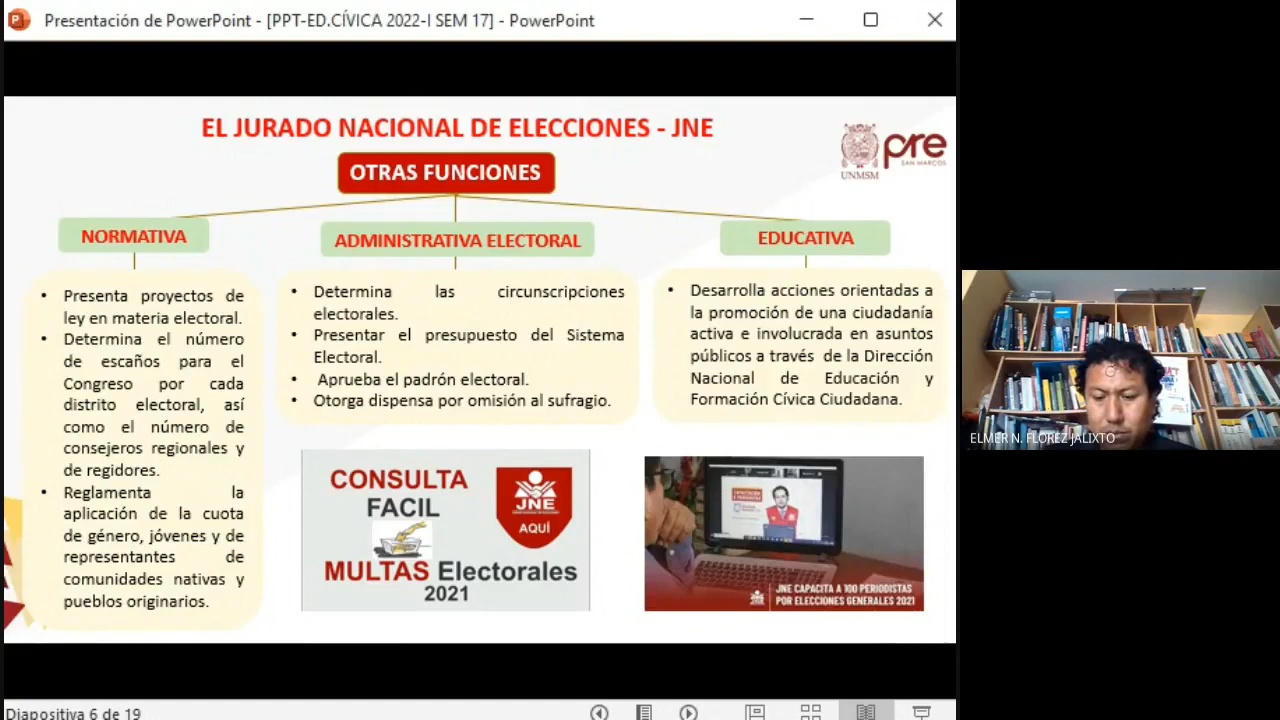 Presentación de PowerPoint - [PPT-ED.CÍVICA 2022-I SEM 17] - PowerPoint
EL JURADO NACIONAL DE ELECCIONES - JNE
OTRAS FUNCIONES
UNMSM
pre
SAN MARCOS
NORMATIVA
• Presenta proyectos de
ley en materia electoral.
• Determina el número
de escaños para el
Congreso por cada
distrito electoral, así
como el número de
consejeros regionales y
de regidores.
• Reglamenta la
aplicación de la cuota
de género, jóvenes y de
representantes de
comunidades nativas y
pueblos originarios.
ADMINISTRATIVA ELECTORAL
• Determina las circunscripciones
electorales.
• Presentar el presupuesto del Sistema
Electoral.
• Aprueba el padrón electoral.
• Otorga dispensa por omisión al sufragio.
EDUCATIVA
• Desarrolla acciones orientadas a
la promoción de una ciudadanía
activa e involucrada en asuntos
públicos a través de la Dirección
Nacional de Educación y
Formación Cívica Ciudadana.
CONSULTA
FACIL
MULTAS Electorales
2021
JNE
AQUÍ
JNE CAPACITA A 100 PERIODISTAS
POR ELECCIONES GENERALES 2021
ELMER N. FLOREZ JALIXTO
Diapositiva 6 de 19